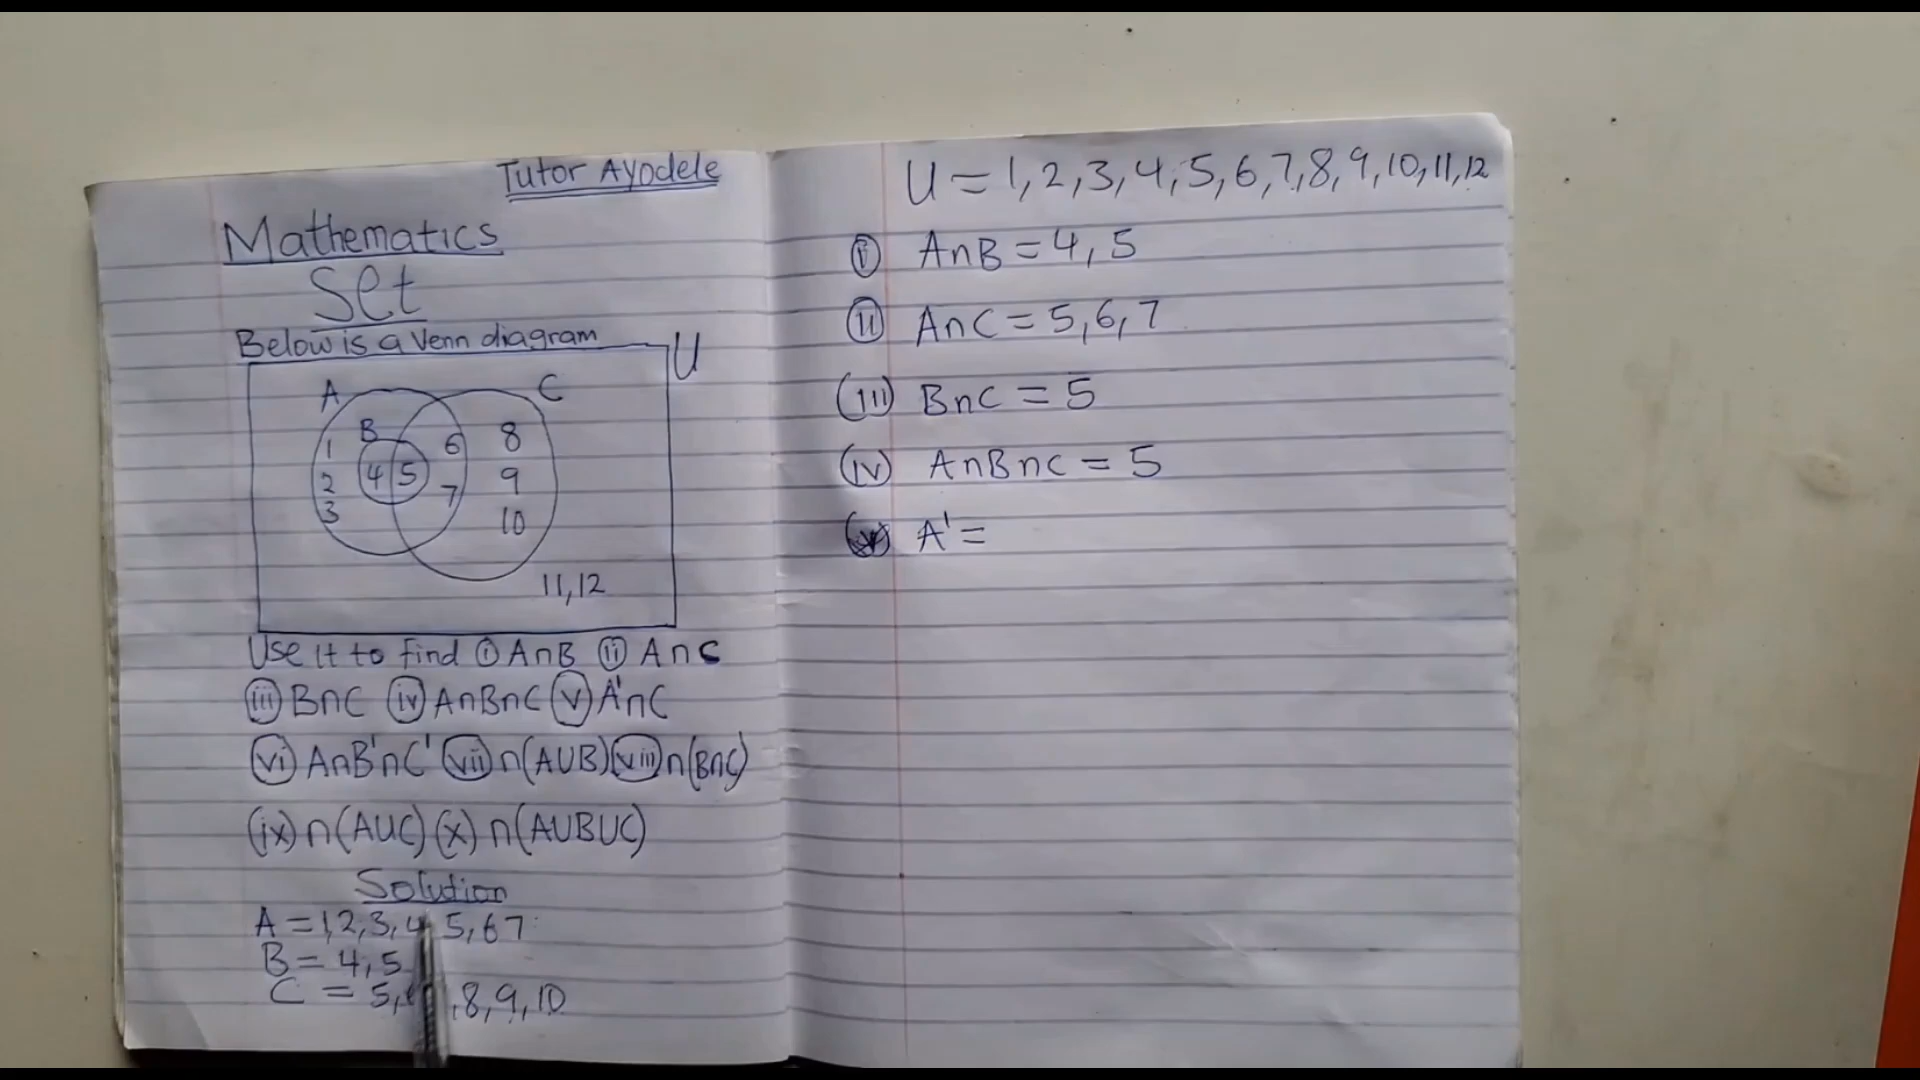 Tutor Ayodele
Mathematics
Set
Below is a Venn diagram
U
A C
B
1 6 8
4 5
2 7 9
3 10
11,12
Use it to find (i) A∩B (ii) A∩C
(iii) B∩C (iv) A∩B∩C (v) A'∩C
(vi) A∩B'∩C' (vii) n(AUB) (viii) n(B∩C)
(ix) n(AUC) (x) n(AUBUC)
Solution
A = 1,2,3,4 5,6 7
B = 4,5
C = 5, ,8,9,10
U = 1,2,3,4,5,6,7,8,9,10,11,12
(i) A∩B = 4,5
(ii) A∩C = 5,6,7
(iii) B∩C = 5
(iv) A∩B∩C = 5
A' =